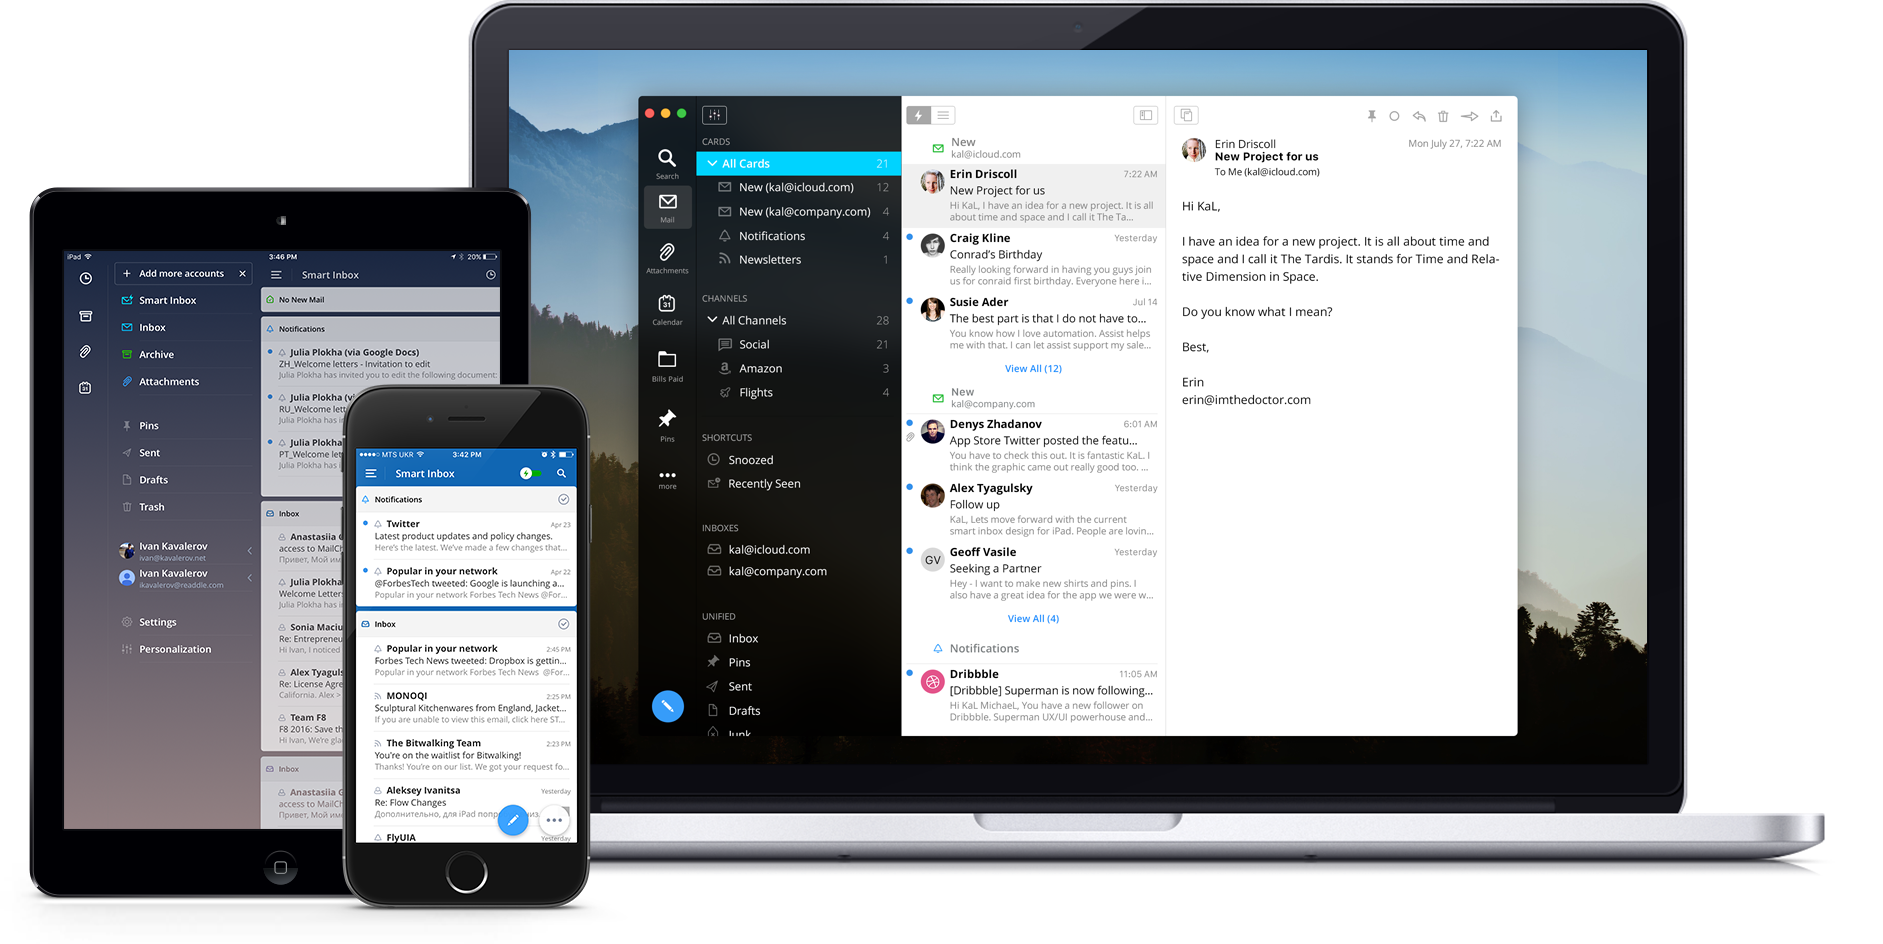 iPad
3:46 PM
20%
+ Add more accounts ×
Smart Inbox
Smart Inbox
Inbox
Archive
Attachments
Pins
Sent
Drafts
Trash
Ivan Kavalerov
ivan@kavalerov.net
Ivan Kavalerov
ikavalerov@readdle.com
Settings
Personalization
No New Mail
Notifications
Julia Plokha (via Google Docs)
ZH_Welcome letters - Invitation to edit
Julia Plokha has invited you to edit the following document:
Julia Plokha (v
RU_Welcome lett
Julia Plokha has i
Julia Plokha
PT_Welcome let
Julia Plokha has i
Inbox
Anastasiia G
access to MailC
Привет, Мой им
Julia Plokha
Welcome Letters
Julia Plokha has i
Sonia Maciu
Re: Entrepreneu
Hi Ivan, I noticed
Alex Tyaguls
Re: License Agre
California. Alex >
Team F8
F8 2016: Save th
Hi Ivan, We're gla
Inbox
Anastasiia G
access to MailCh
Привет, Мой име
MTS UKR
3:42 PM
Smart Inbox
Notifications
Twitter
Apr 23
Latest product updates and policy changes.
Here's the latest. We've made a few changes that...
Popular in your network
Apr 22
@ForbesTech tweeted: Google is launching a...
Popular in your network Forbes Tech News @For...
Inbox
Popular in your network
2:45 PM
Forbes Tech News tweeted: Dropbox is gettin...
Popular in your network Forbes Tech News @For...
MONOQI
2:25 PM
Sculptural Kitchenwares from England, Jacket...
If you are unable to view this email, click here ST...
The Bitwalking Team
2:23 PM
You're on the waitlist for Bitwalking!
Thanks! You're on our list. We got your request fo...
Aleksey Ivanitsa
Yesterday
Re: Flow Changes
Дополнительно, для iPad
FlyUIA
Yesterday
Search
Mail
Attachments
31
Calendar
Bills Paid
Pins
more
CARDS
All Cards 21
New (kal@icloud.com) 12
New (kal@company.com) 4
Notifications 4
Newsletters 1
CHANNELS
All Channels 28
Social 21
Amazon 3
Flights 4
SHORTCUTS
Snoozed
Recently Seen
INBOXES
kal@icloud.com
kal@company.com
UNIFIED
Inbox
Pins
Sent
Drafts
Junk
New
kal@icloud.com
Erin Driscoll 7:22 AM
New Project for us
Hi KaL, I have an idea for a new project. It is all
about time and space and I call it The Ta...
Craig Kline Yesterday
Conrad's Birthday
Really looking forward in having you guys join
us for conraid first birthday. Everyone here i...
Susie Ader Jul 14
The best part is that I do not have to...
You know how I love automation. Assist helps
me with that. I can let assist support my sale...
View All (12)
New
kal@company.com
Denys Zhadanov 6:01 AM
App Store Twitter posted the featu...
You have to check this out. It is fantastic KaL. I
think the graphic came out really good too. ...
Alex Tyagulsky Yesterday
Follow up
KaL, Lets move forward with the current
smart inbox design for iPad. People are lovin...
GV
Geoff Vasile Yesterday
Seeking a Partner
Hey - I want to make new shirts and pins. I
also have a great idea for the app we were w...
View All (4)
Notifications
Dribbble 11:05 AM
[Dribbble] Superman is now following...
Hi KaL MichaeL, You have a new follower on
Dribbble. Superman UX/UI powerhouse and...
Erin Driscoll
Mon July 27, 7:22 AM
New Project for us
To Me (kal@icloud.com)
Hi KaL,
I have an idea for a new project. It is all about time and
space and I call it The Tardis. It stands for Time and Rela-
tive Dimension in Space.
Do you know what I mean?
Best,
Erin
erin@imthedoctor.com